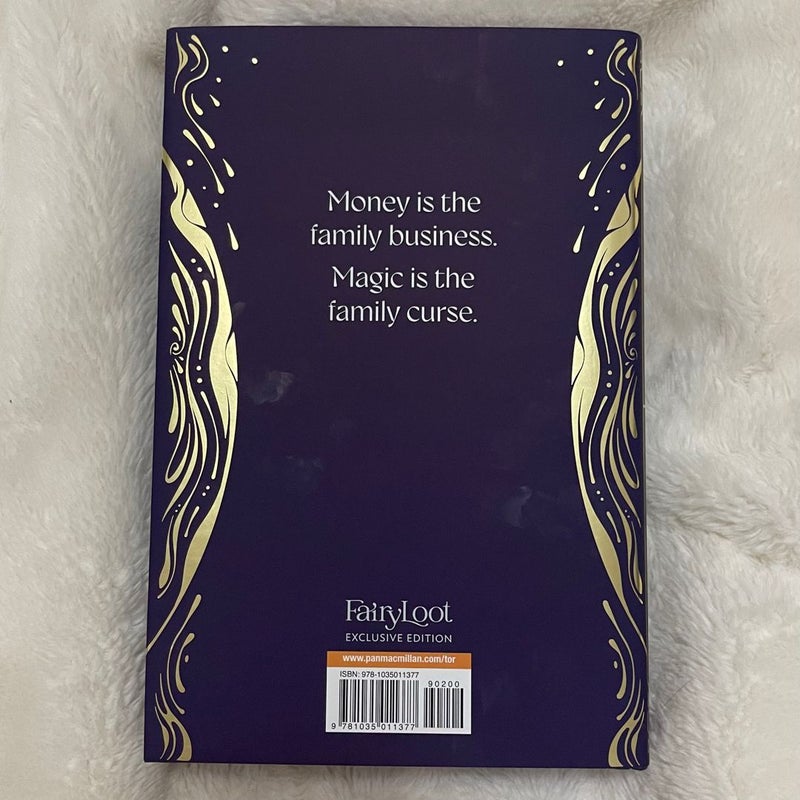 Money is the
family business.
Magic is the
family curse.
FairyLoot
EXCLUSIVE EDITION
www.panmacmillan.com/tor
ISBN: 978-1035011377
90200
9 781035 011377